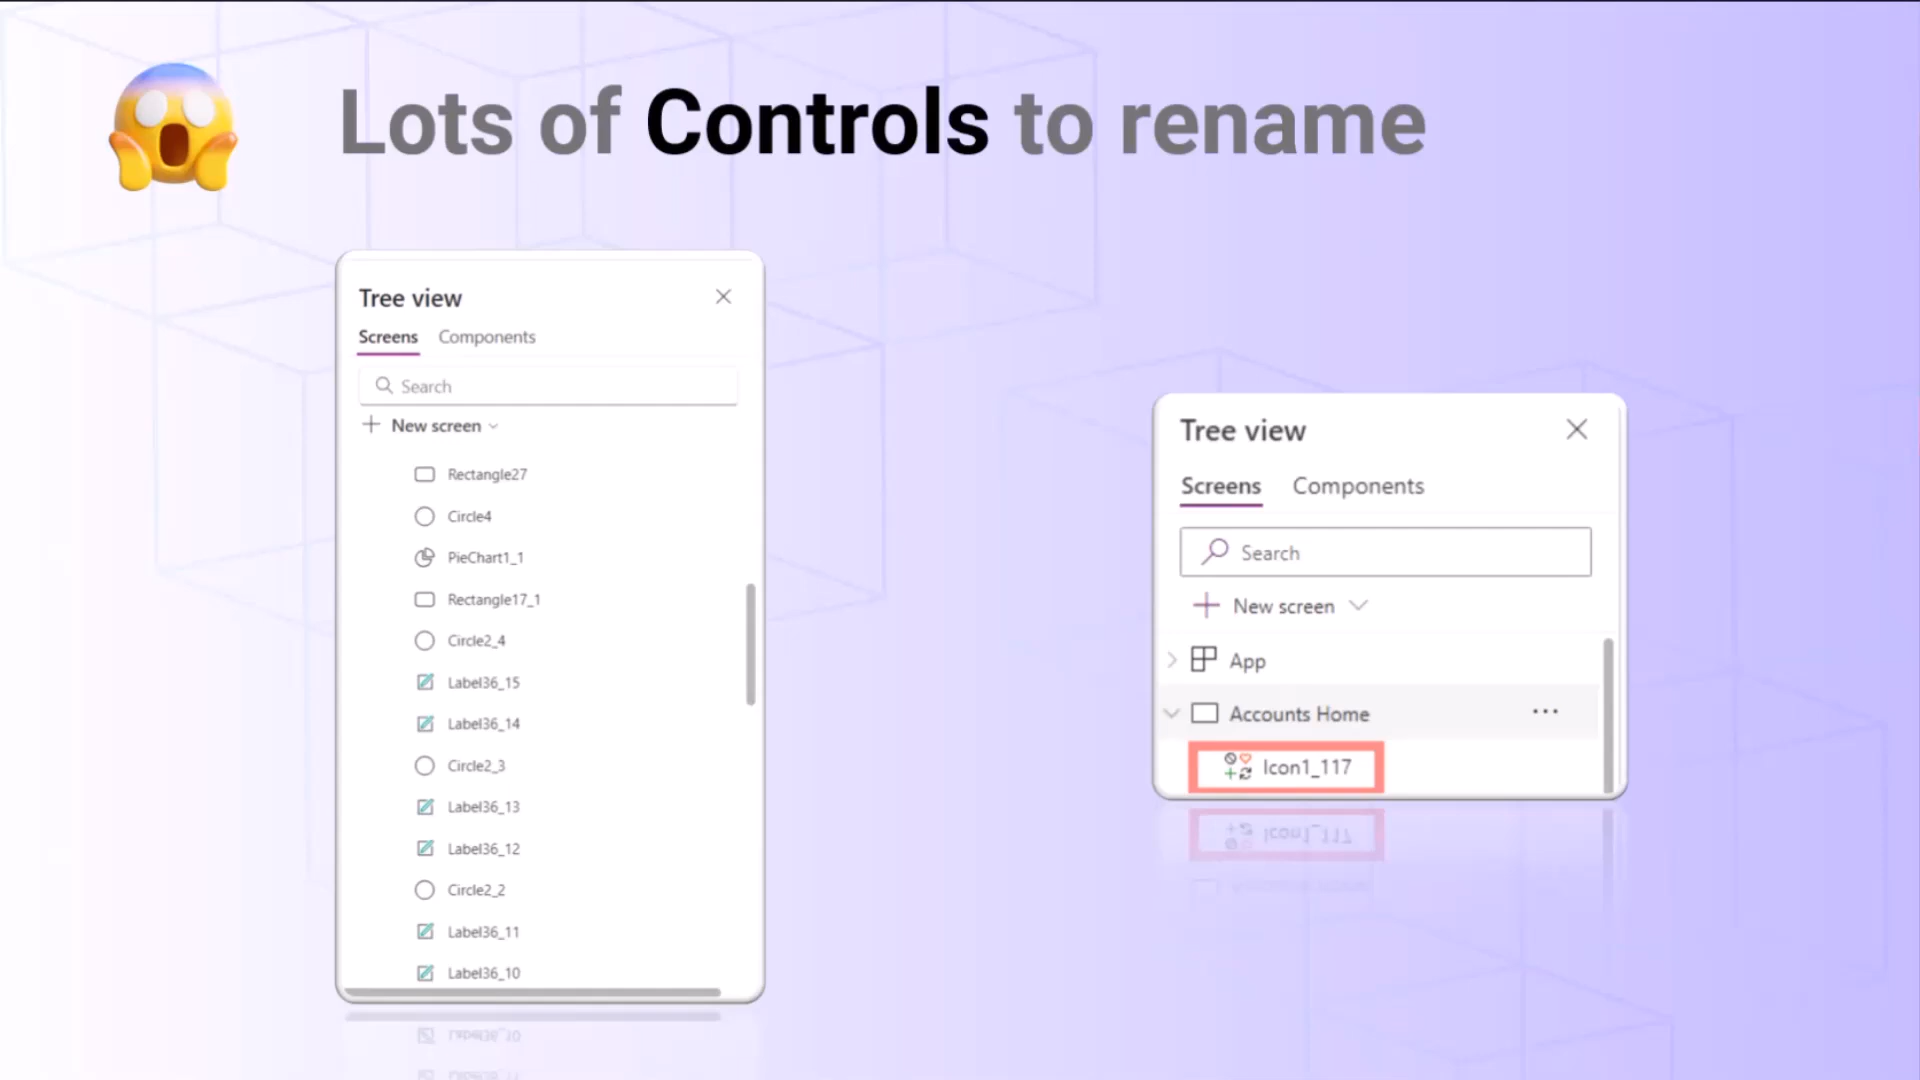 Lots of Controls to rename
Tree view
Screens Components
Search
New screen
Rectangle27
Circle4
PieChart1_1
Rectangle17_1
Circle2_4
Label36_15
Label36_14
Circle2_3
Label36_13
Label36_12
Circle2_2
Label36_11
Label36_10
Tree view
Screens Components
Search
New screen
App
Accounts Home
Icon1_117